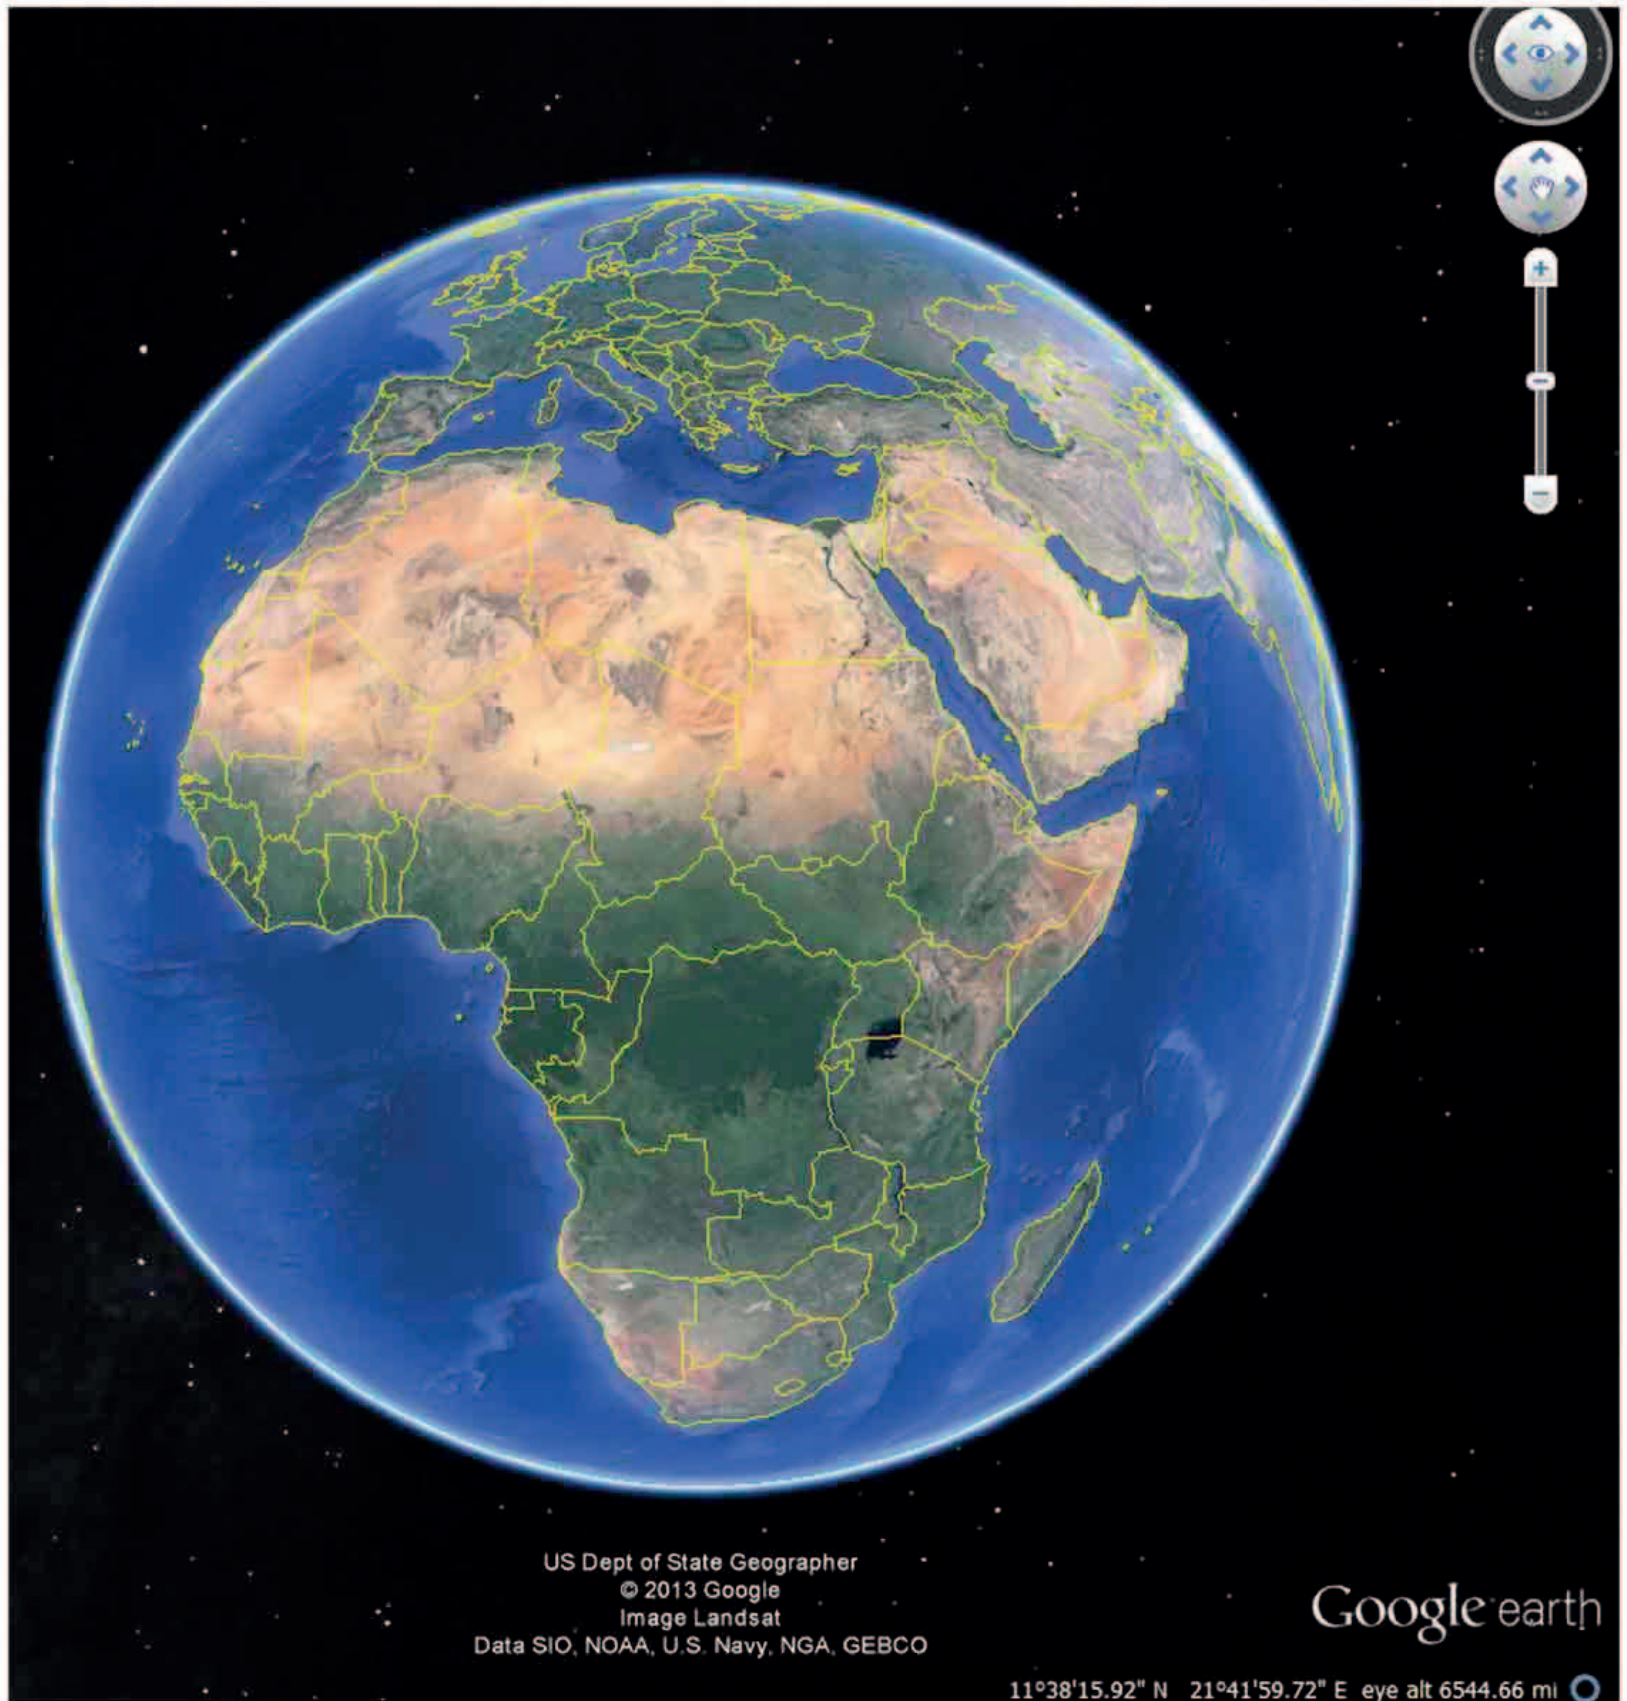 US Dept of State Geographer
© 2013 Google
Image Landsat
Data SIO, NOAA, U.S. Navy, NGA, GEBCO
Google earth
11°38'15.92" N 21°41'59.72" E eye alt 6544.66 mi